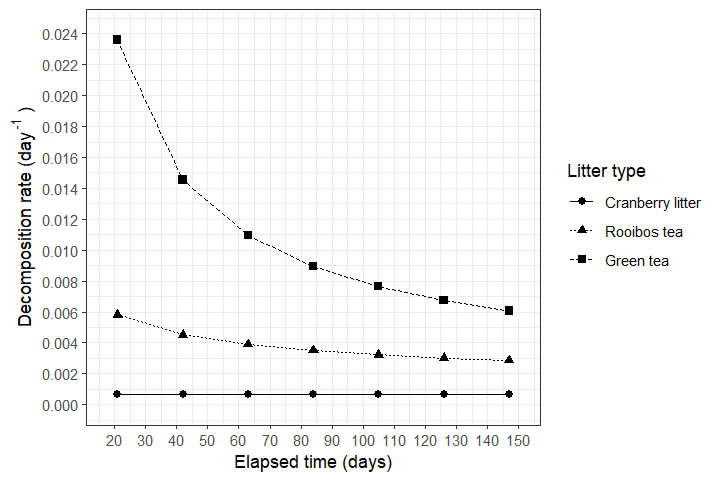 0.024
0.022
0.020
0.018
0.016
0.014
0.012
0.010
0.008
0.006
0.004
0.002
0.000
Decomposition rate (day⁻¹ )
20 30 40 50 60 70 80 90 100 110 120 130 140 150
Elapsed time (days)
Litter type
Cranberry litter
Rooibos tea
Green tea